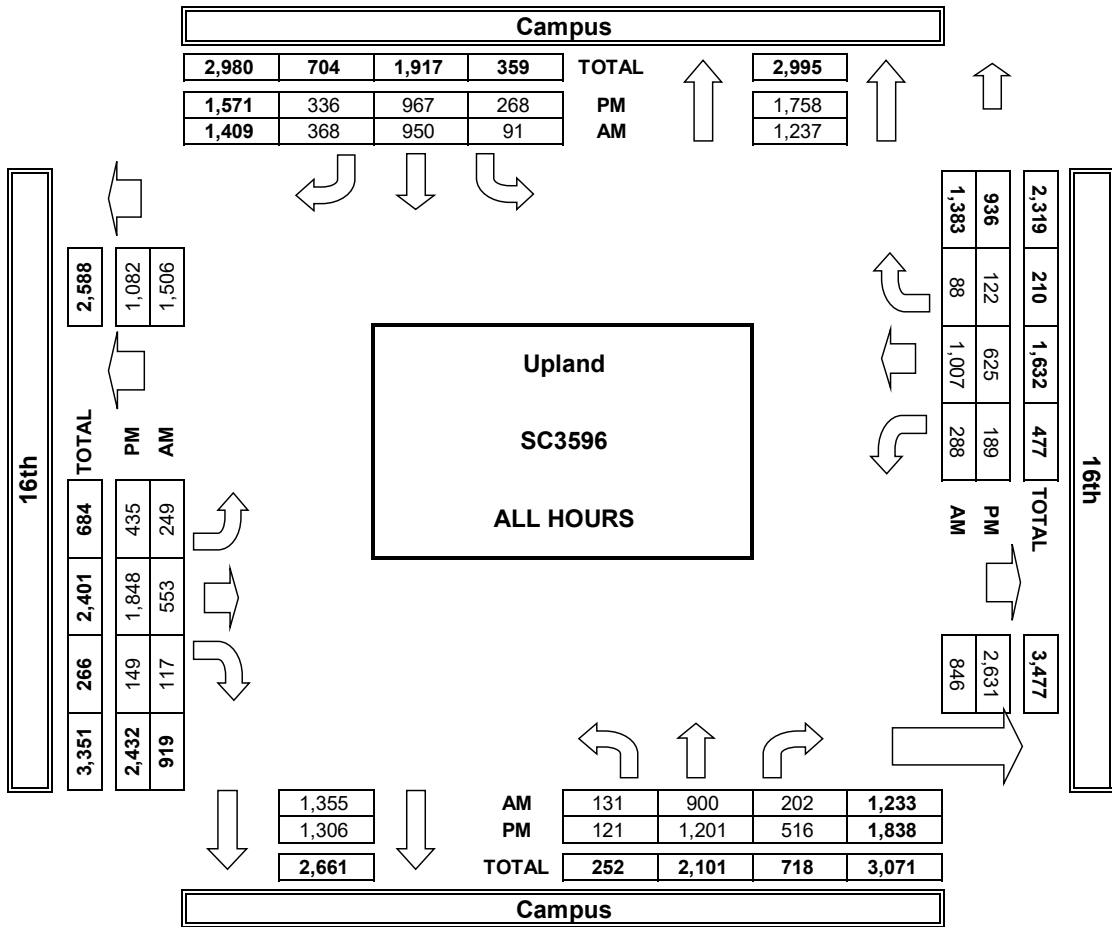 Campus
2,980 704 1,917 359 TOTAL 2,995
1,571 336 967 268 PM 1,758
1,409 368 950 91 AM 1,237
16th
2,588 1,082 1,506
TOTAL PM AM
684 435 249
2,401 1,848 553
266 149 117
3,351 2,432 919
Upland
SC3596
ALL HOURS
1,383 936 2,319
88 122 210
1,007 625 1,632
288 189 477
AM PM TOTAL
846 2,631 3,477
16th
1,355 AM 131 900 202 1,233
1,306 PM 121 1,201 516 1,838
2,661 TOTAL 252 2,101 718 3,071
Campus